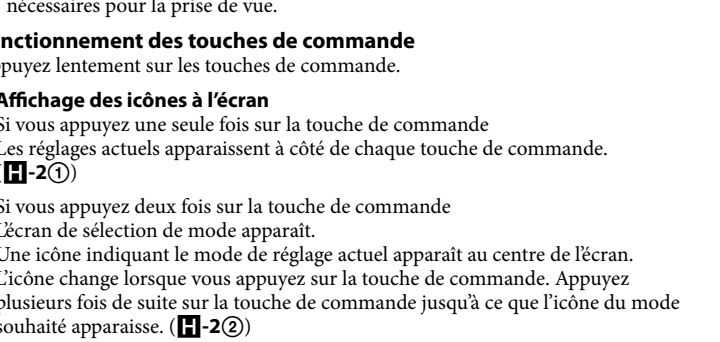 nécessaires pour la prise de vue.
nctionnement des touches de commande
puyez lentement sur les touches de commande.
Affichage des icônes à l’écran
Si vous appuyez une seule fois sur la touche de commande
Les réglages actuels apparaissent à côté de chaque touche de commande.
(H-2①)
Si vous appuyez deux fois sur la touche de commande
L’écran de sélection de mode apparaît.
Une icône indiquant le mode de réglage actuel apparaît au centre de l’écran.
L’icône change lorsque vous appuyez sur la touche de commande. Appuyez
plusieurs fois de suite sur la touche de commande jusqu’à ce que l’icône du mode
souhaité apparaisse. (H-2②)